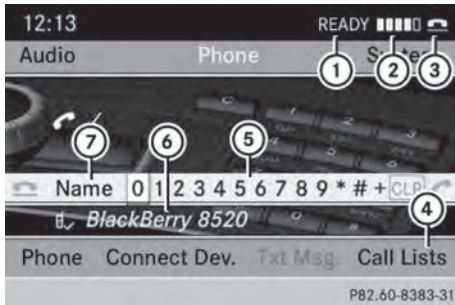 12:13 READY
Audio Phone
1 2 3
7 6 5
Name 0 1 2 3 4 5 6 7 8 9 * # + CLR
BlackBerry 8520
4
Phone Connect Dev. Txt Msg. Call Lists
P82.60-8383-31